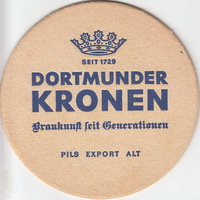 SEIT 1729
DORTMUNDER
KRONEN
Braukunst seit Generationen
PILS EXPORT ALT